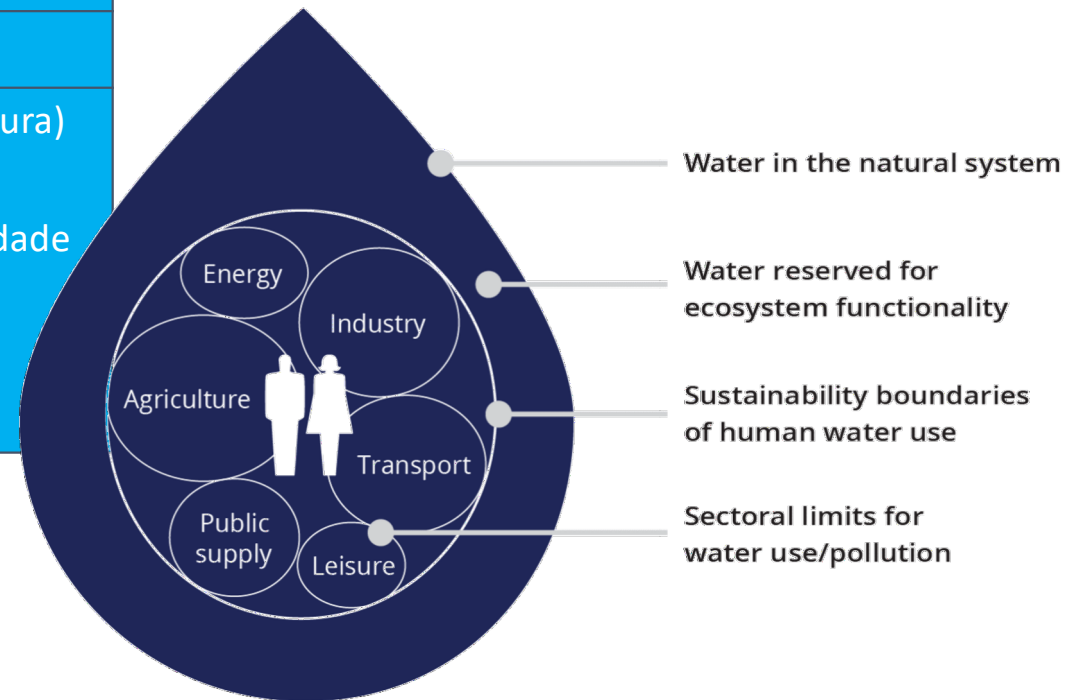 ura)
dade
Water in the natural system
Water reserved for
ecosystem functionality
Sustainability boundaries
of human water use
Sectoral limits for
water use/pollution
Energy
Industry
Agriculture
Transport
Public
supply
Leisure